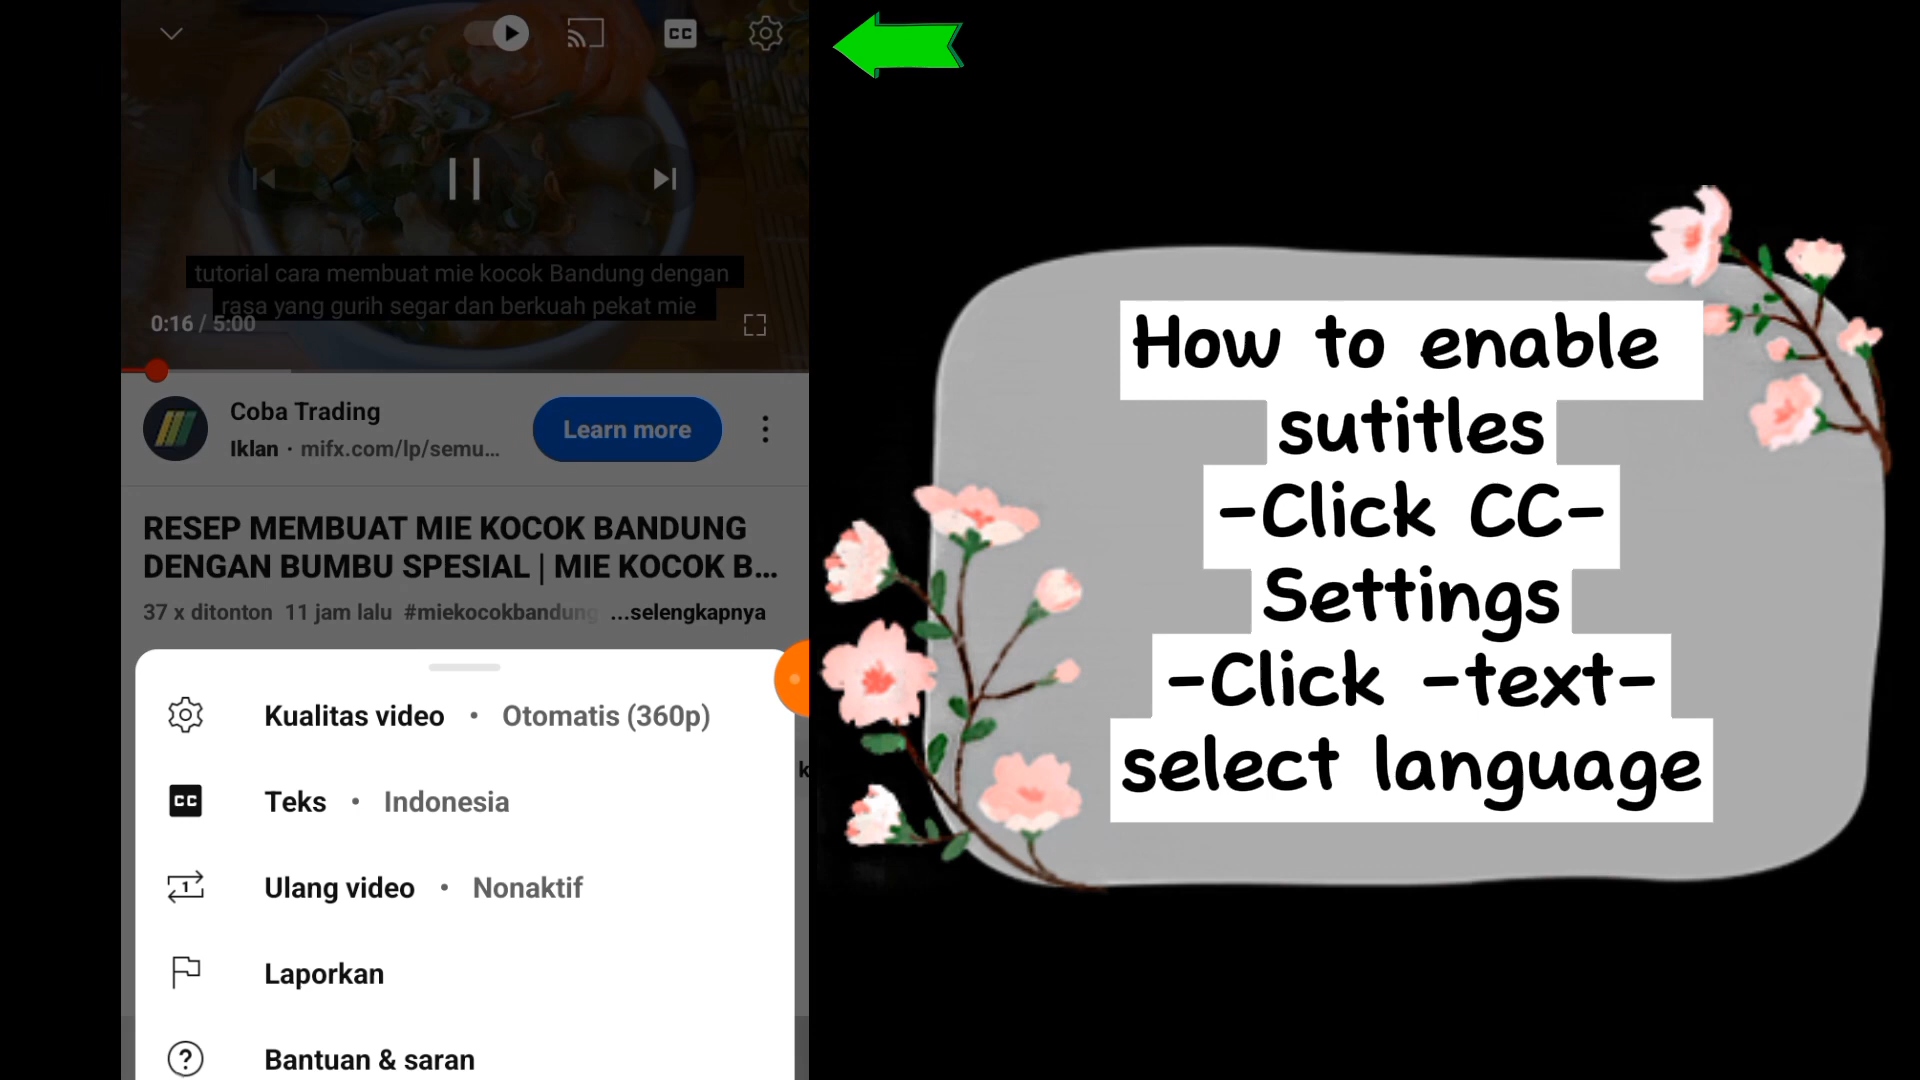 CC
tutorial cara membuat mie kocok Bandung dengan
rasa yang gurih segar dan berkuah pekat mie
0:16 / 5:00
Coba Trading
Iklan · mifx.com/lp/semu...
Learn more
RESEP MEMBUAT MIE KOCOK BANDUNG
DENGAN BUMBU SPESIAL | MIE KOCOK B...
37 x ditonton 11 jam lalu #miekocokbandung ...selengkapnya
Kualitas video · Otomatis (360p)
CC Teks · Indonesia
1 Ulang video · Nonaktif
Laporkan
? Bantuan & saran
k
How to enable
sutitles
-Click CC-
Settings
-Click -text-
select language